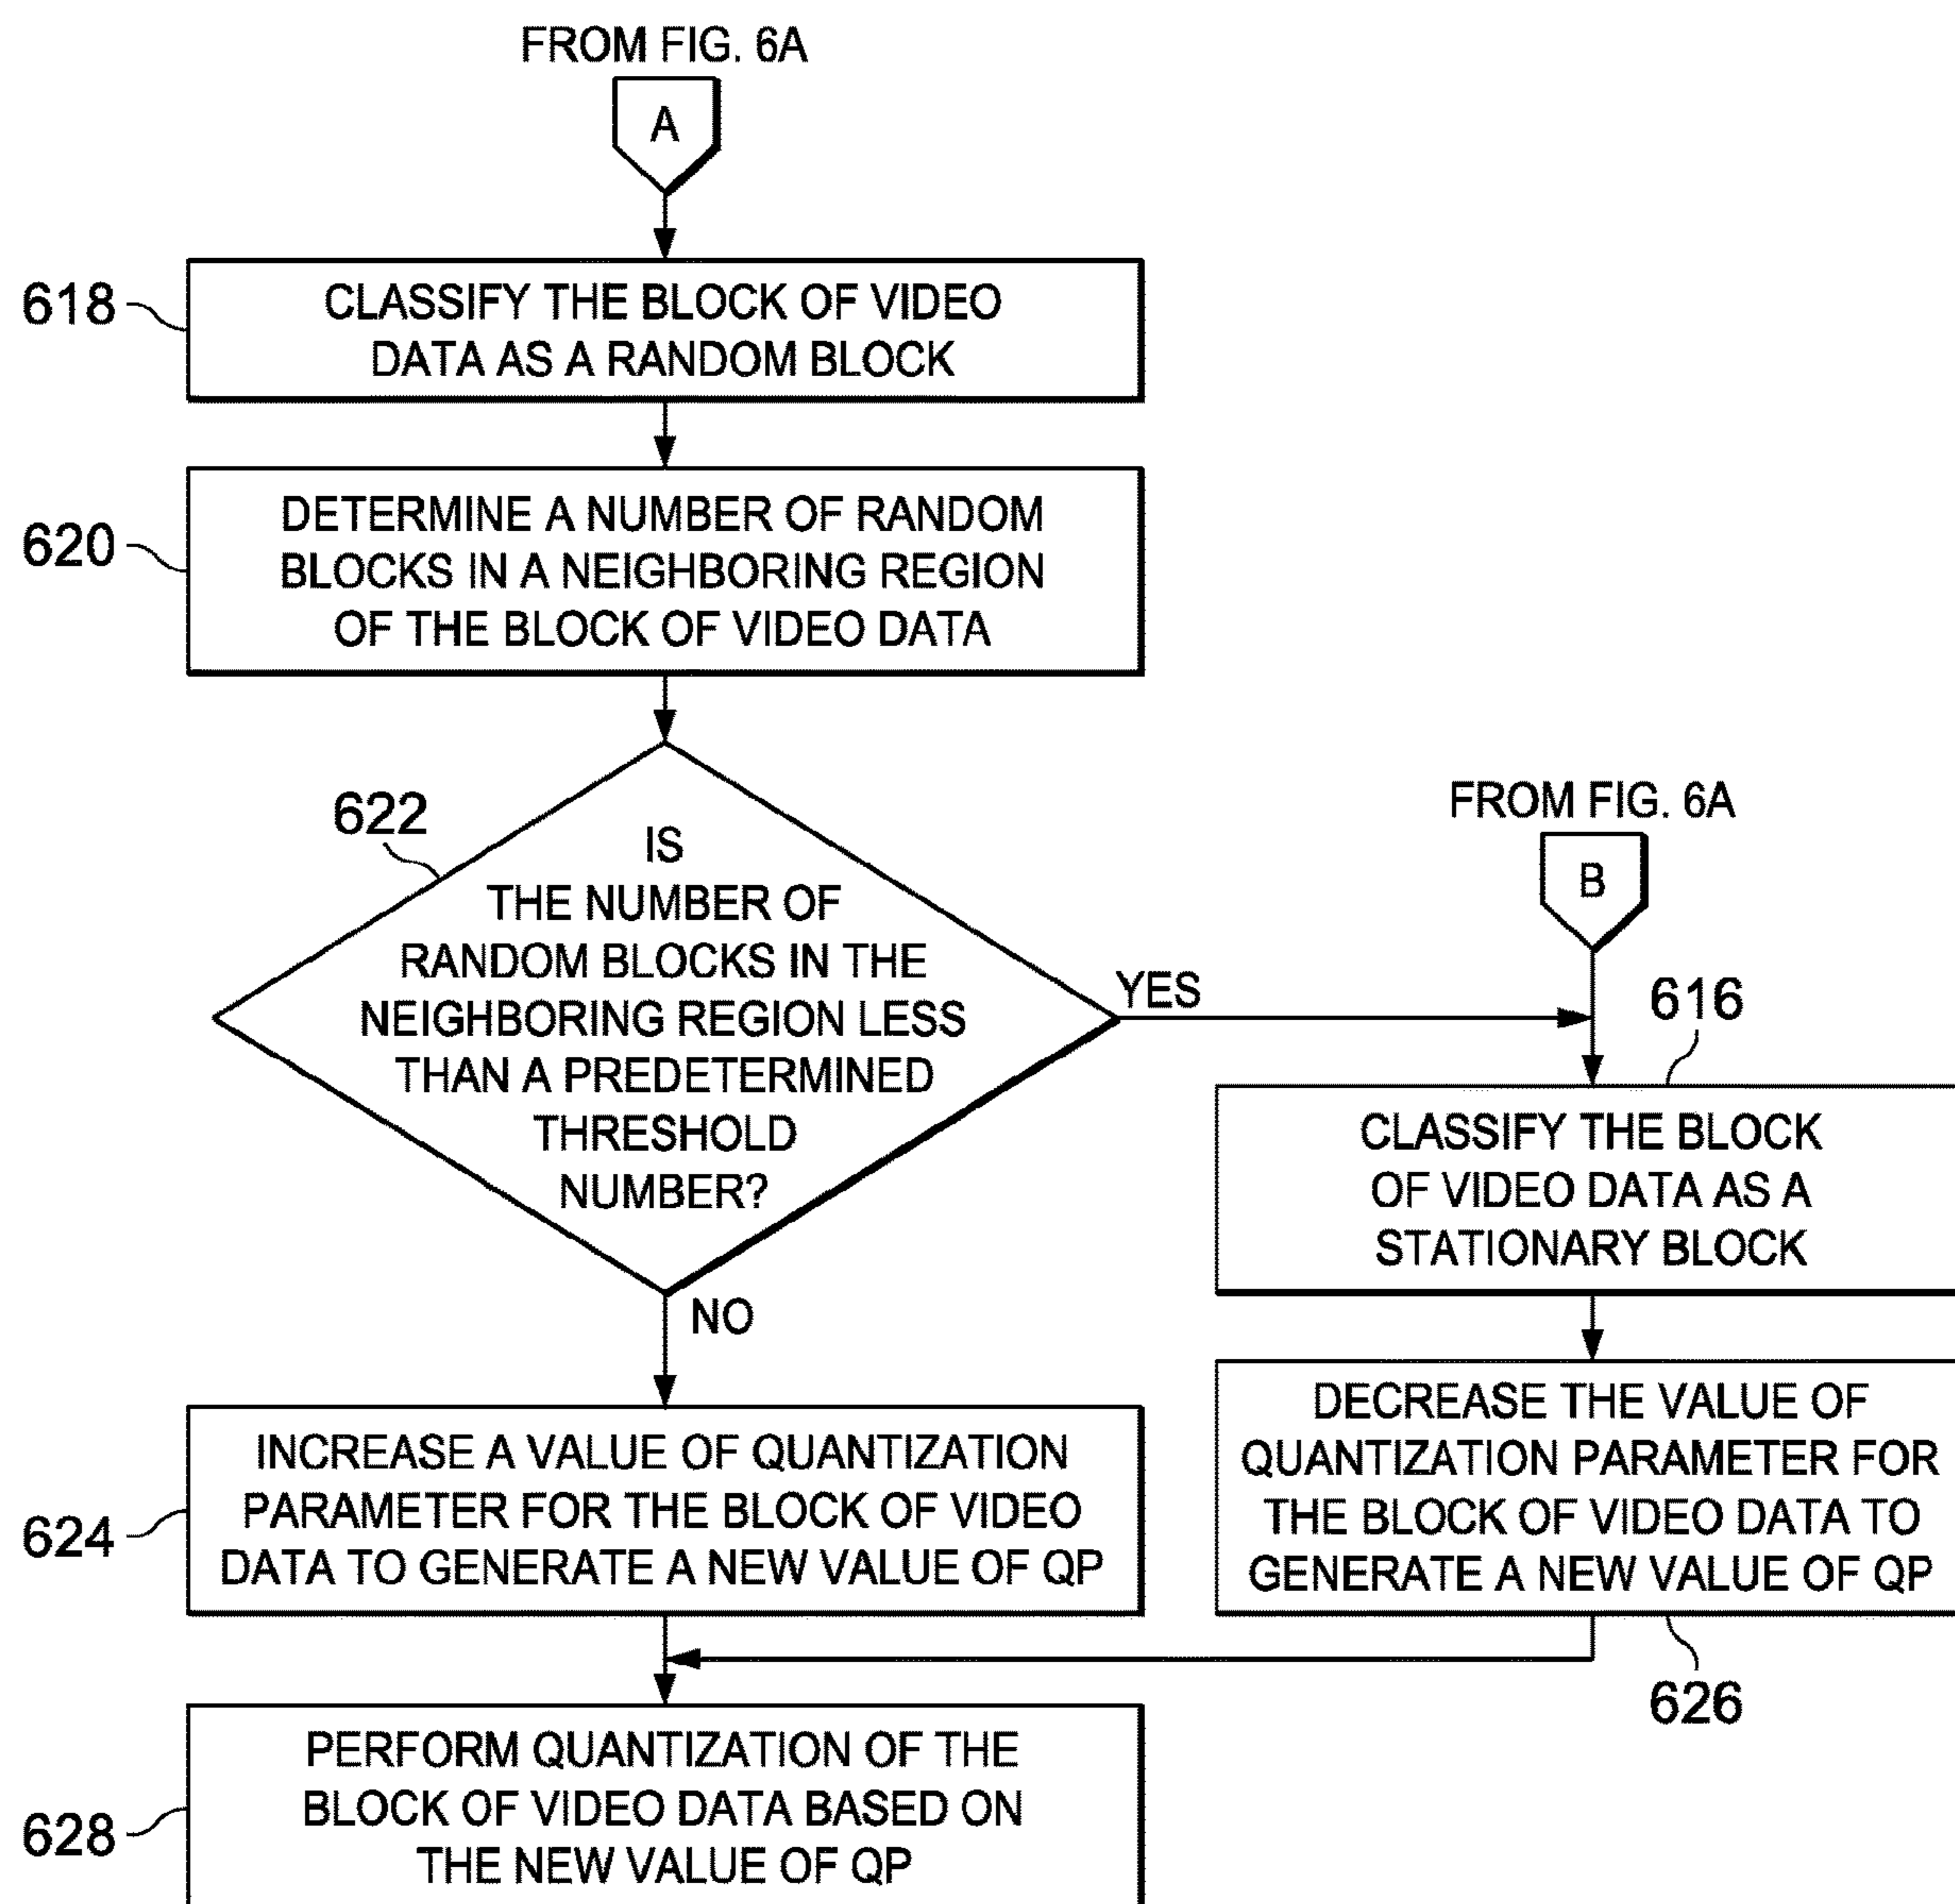 FROM FIG. 6A
A
618
CLASSIFY THE BLOCK OF VIDEO
DATA AS A RANDOM BLOCK
620
DETERMINE A NUMBER OF RANDOM
BLOCKS IN A NEIGHBORING REGION
OF THE BLOCK OF VIDEO DATA
622
IS
THE NUMBER OF
RANDOM BLOCKS IN THE
NEIGHBORING REGION LESS
THAN A PREDETERMINED
THRESHOLD
NUMBER?
YES
NO
FROM FIG. 6A
B
616
CLASSIFY THE BLOCK
OF VIDEO DATA AS A
STATIONARY BLOCK
624
INCREASE A VALUE OF QUANTIZATION
PARAMETER FOR THE BLOCK OF VIDEO
DATA TO GENERATE A NEW VALUE OF QP
DECREASE THE VALUE OF
QUANTIZATION PARAMETER FOR
THE BLOCK OF VIDEO DATA TO
GENERATE A NEW VALUE OF QP
626
628
PERFORM QUANTIZATION OF THE
BLOCK OF VIDEO DATA BASED ON
THE NEW VALUE OF QP